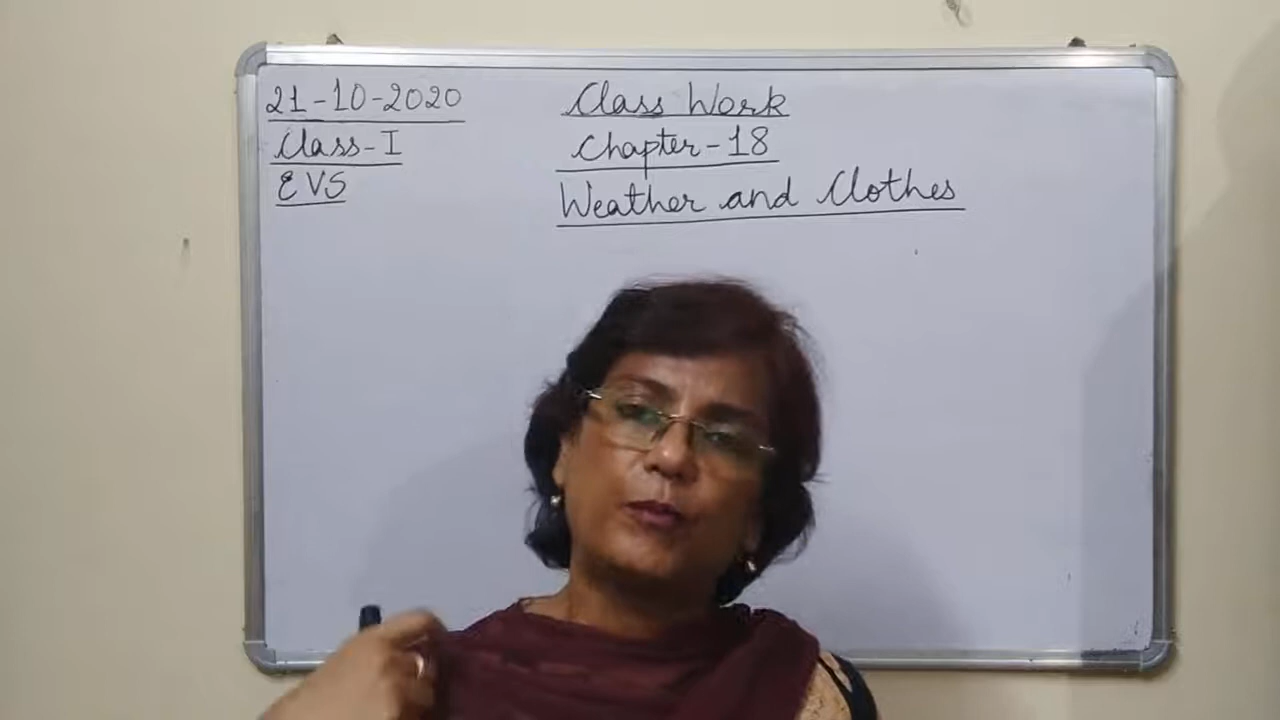 21-10-2020
Class-I
EVS
Class Work
Chapter-18
Weather and Clothes